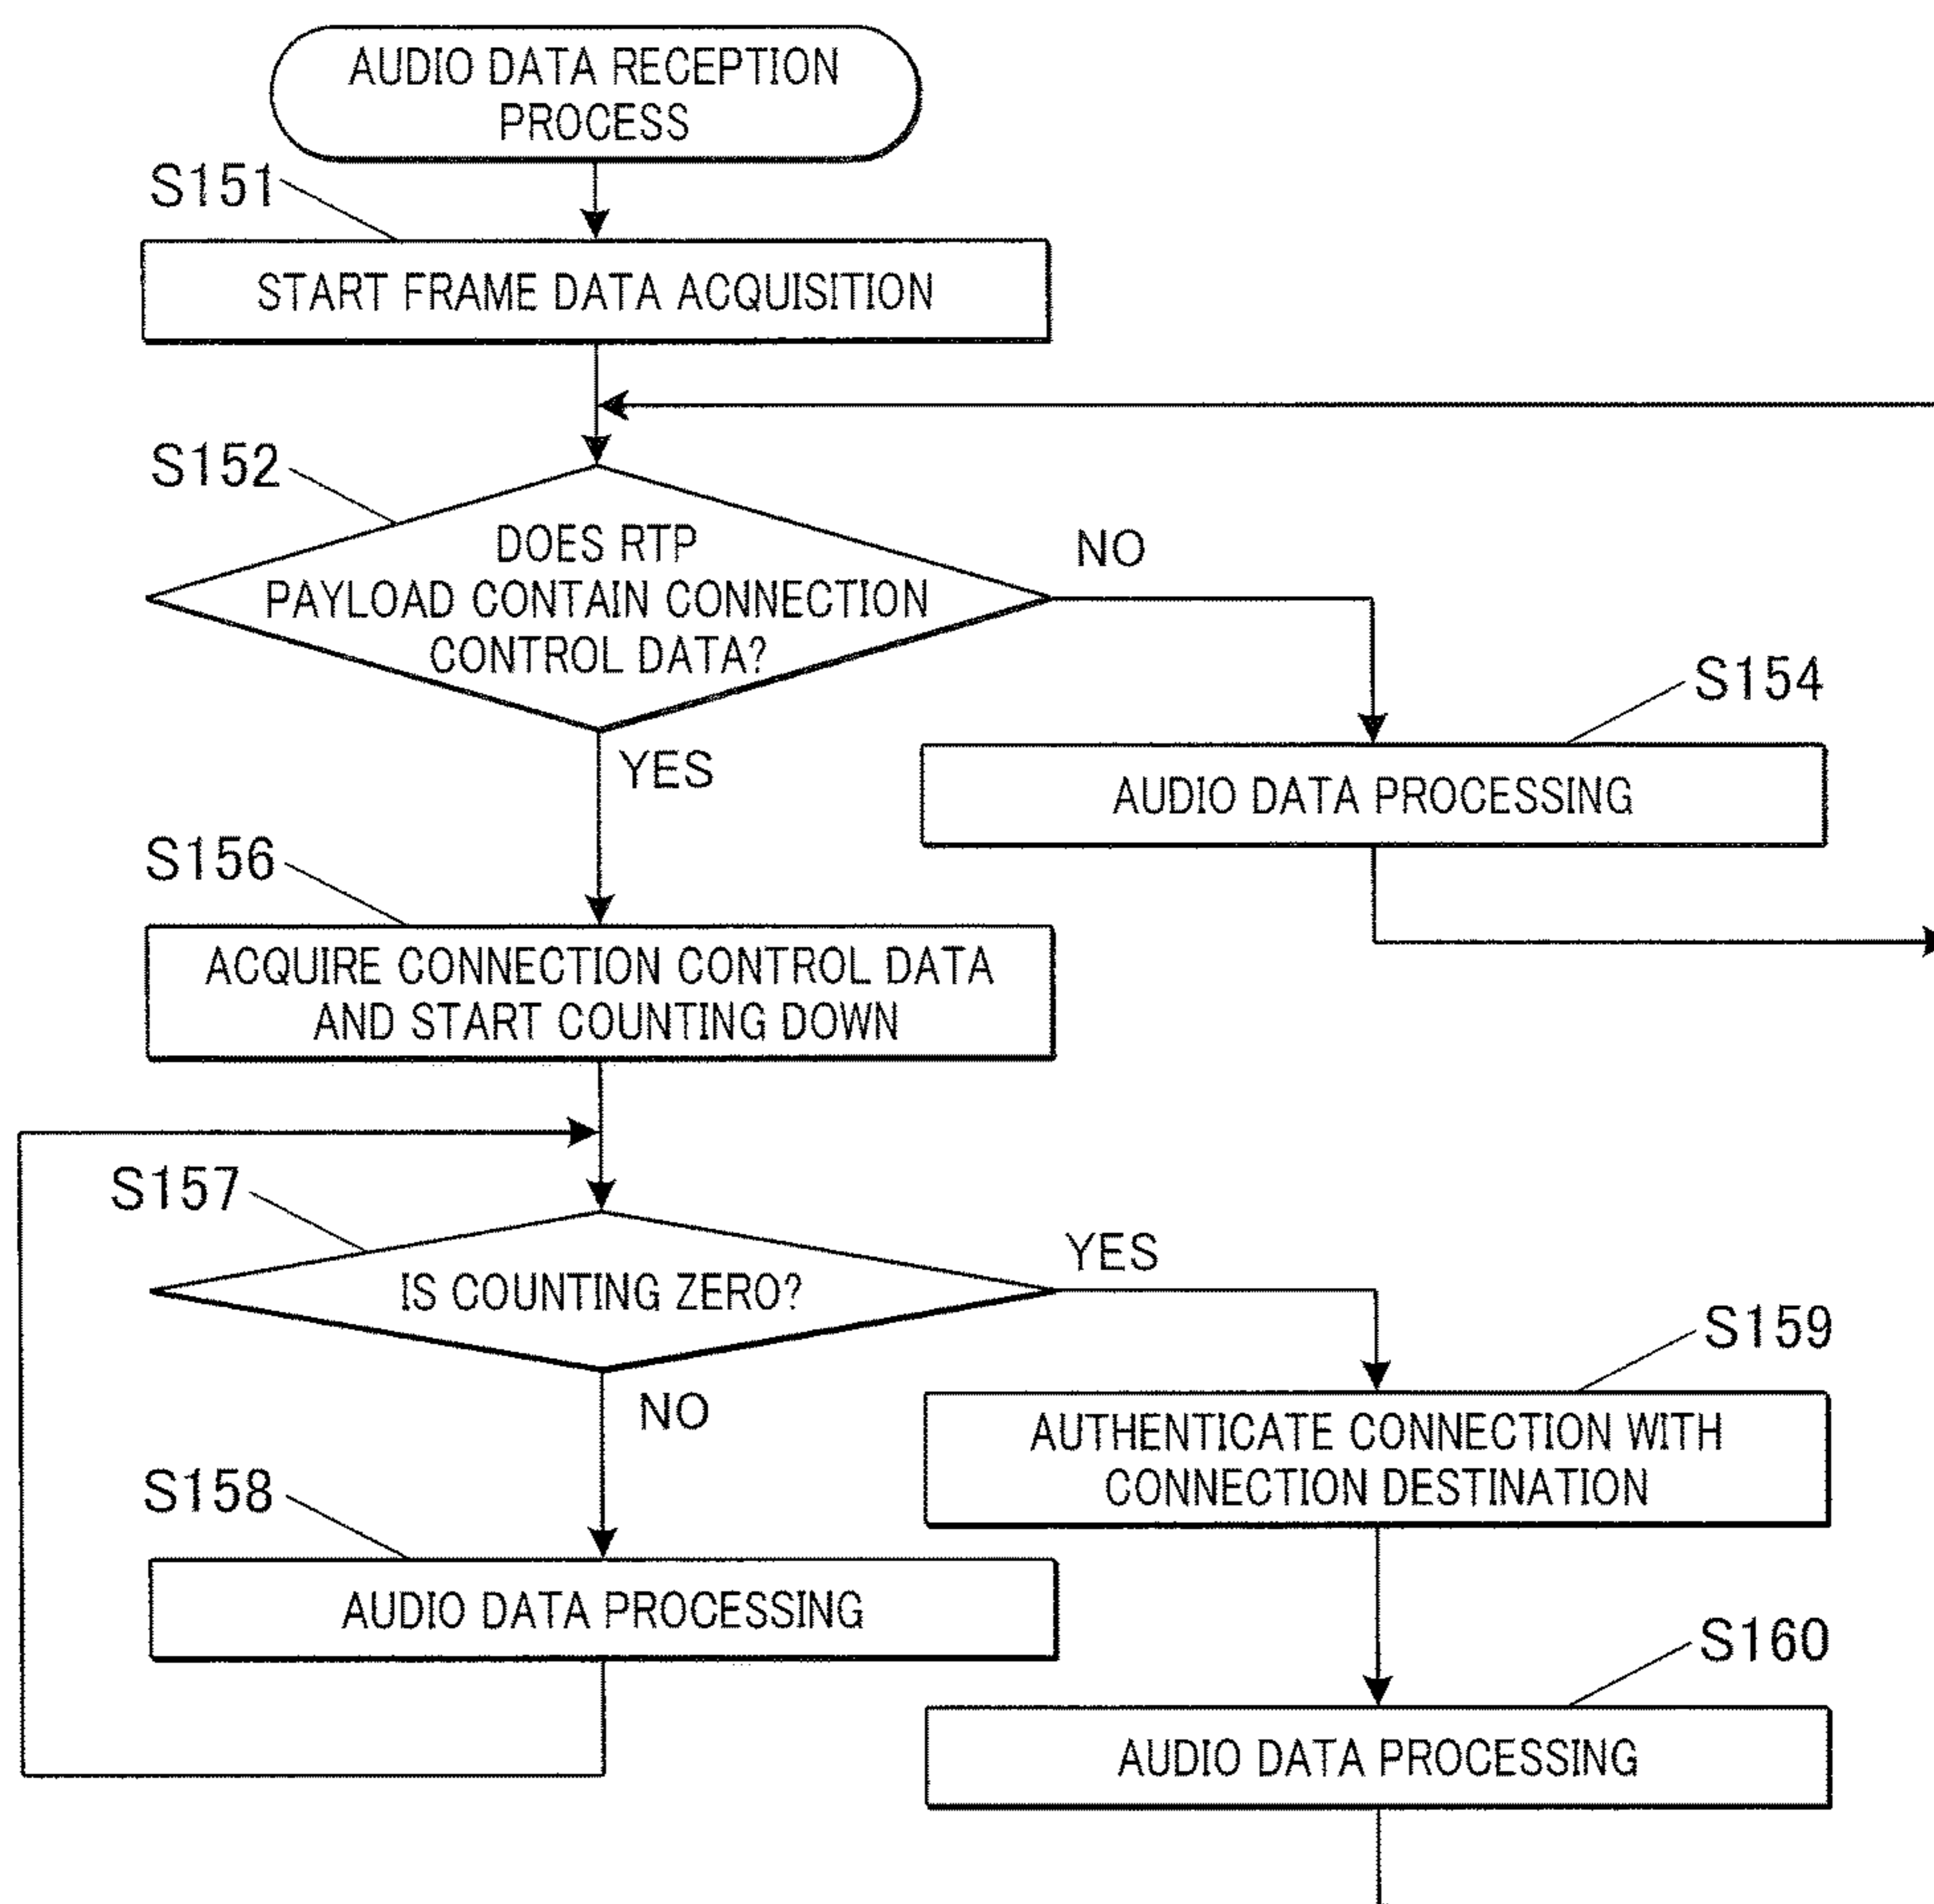 AUDIO DATA RECEPTION
PROCESS
S151
START FRAME DATA ACQUISITION
S152
DOES RTP
PAYLOAD CONTAIN CONNECTION
CONTROL DATA?
NO
YES
S154
AUDIO DATA PROCESSING
S156
ACQUIRE CONNECTION CONTROL DATA
AND START COUNTING DOWN
S157
IS COUNTING ZERO?
YES
NO
S158
AUDIO DATA PROCESSING
S159
AUTHENTICATE CONNECTION WITH
CONNECTION DESTINATION
S160
AUDIO DATA PROCESSING